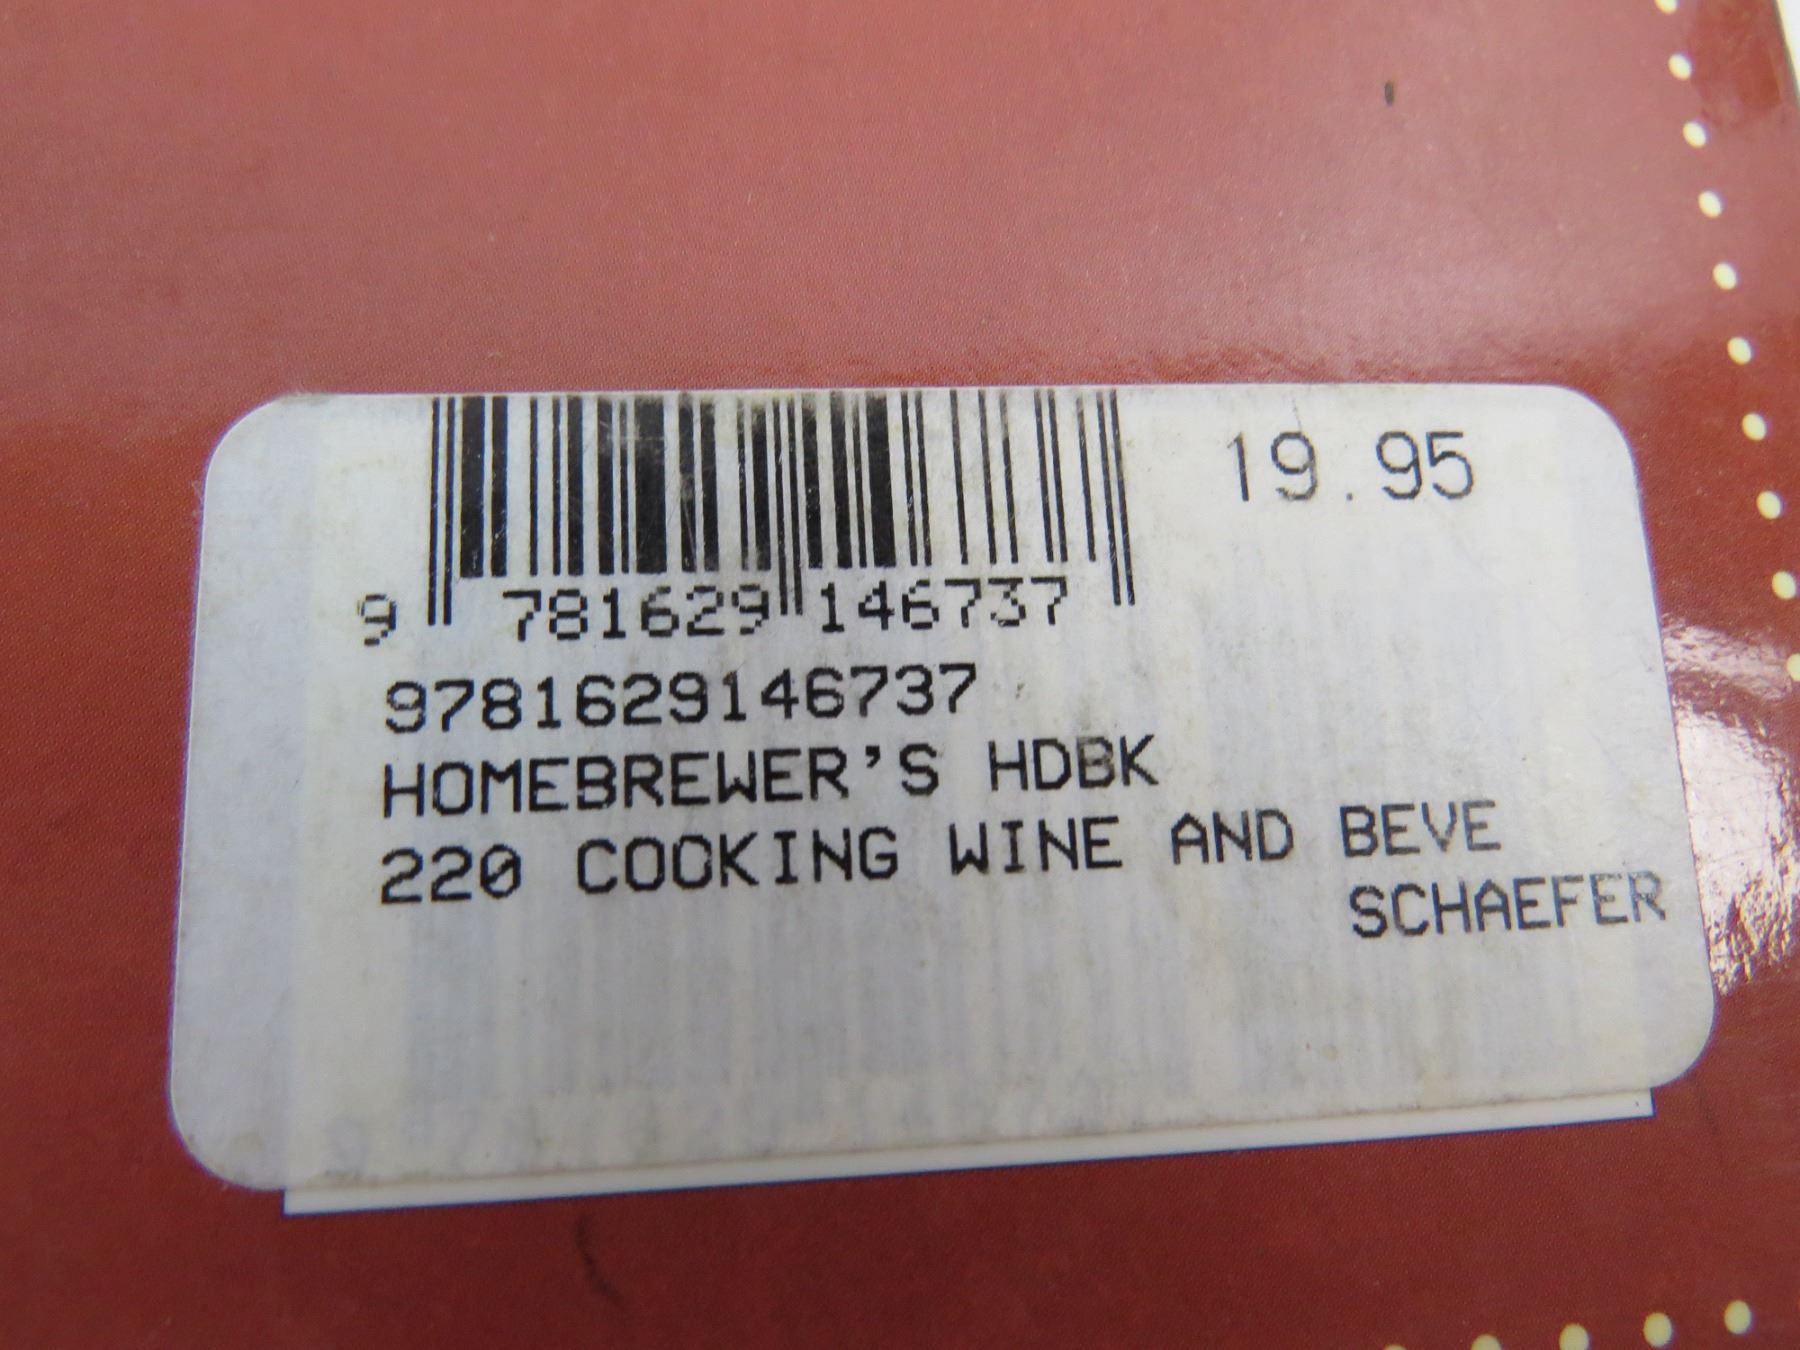 19.95
9 781629 146737
9781629146737
HOMEBREWER'S HDBK
220 COOKING WINE AND BEVE
SCHAEFER